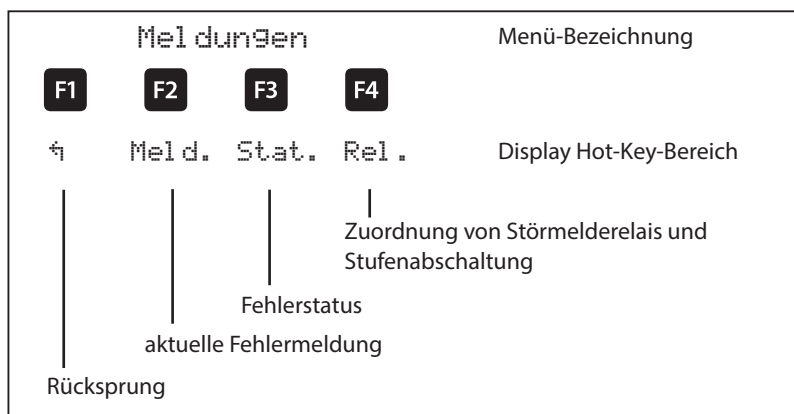 Meldungen Menü-Bezeichnung
F1 F2 F3 F4
↰ Meld. Stat. Rel. Display Hot-Key-Bereich
Zuordnung von Störmelderelais und
Stufenabschaltung
Fehlerstatus
aktuelle Fehlermeldung
Rücksprung